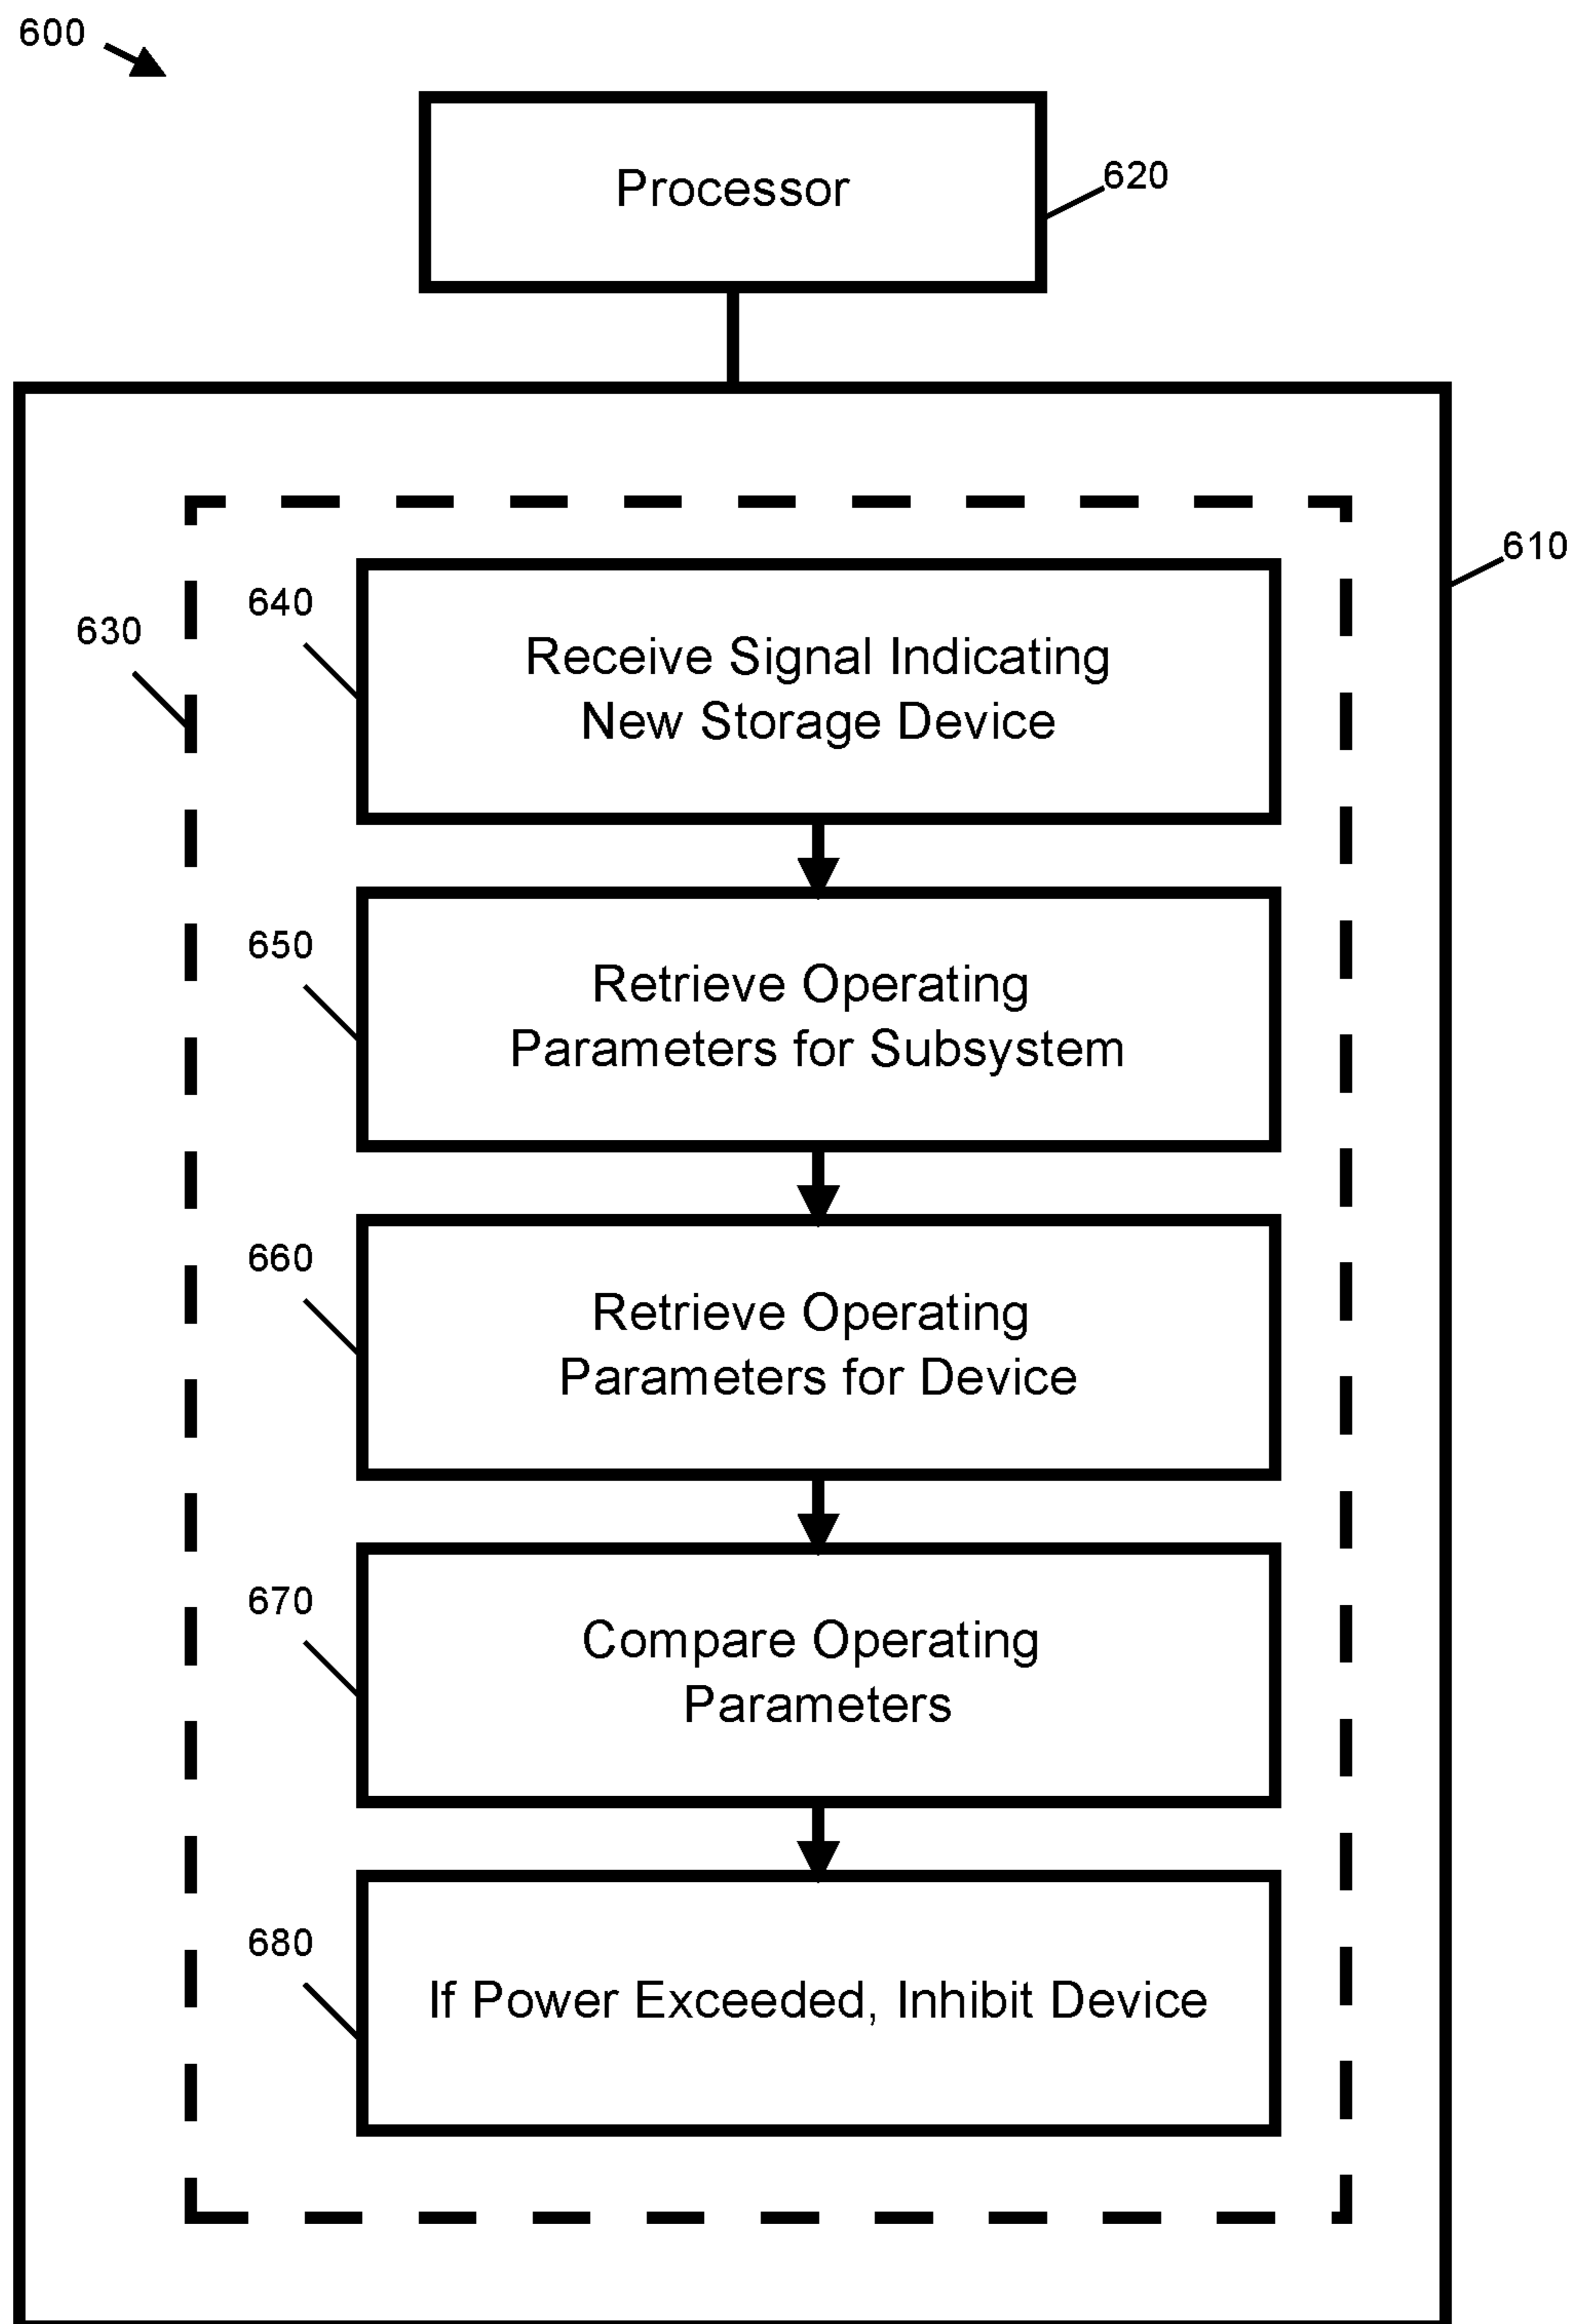 600
Processor
620
610
630
640
Receive Signal Indicating
New Storage Device
650
Retrieve Operating
Parameters for Subsystem
660
Retrieve Operating
Parameters for Device
670
Compare Operating
Parameters
680
If Power Exceeded, Inhibit Device